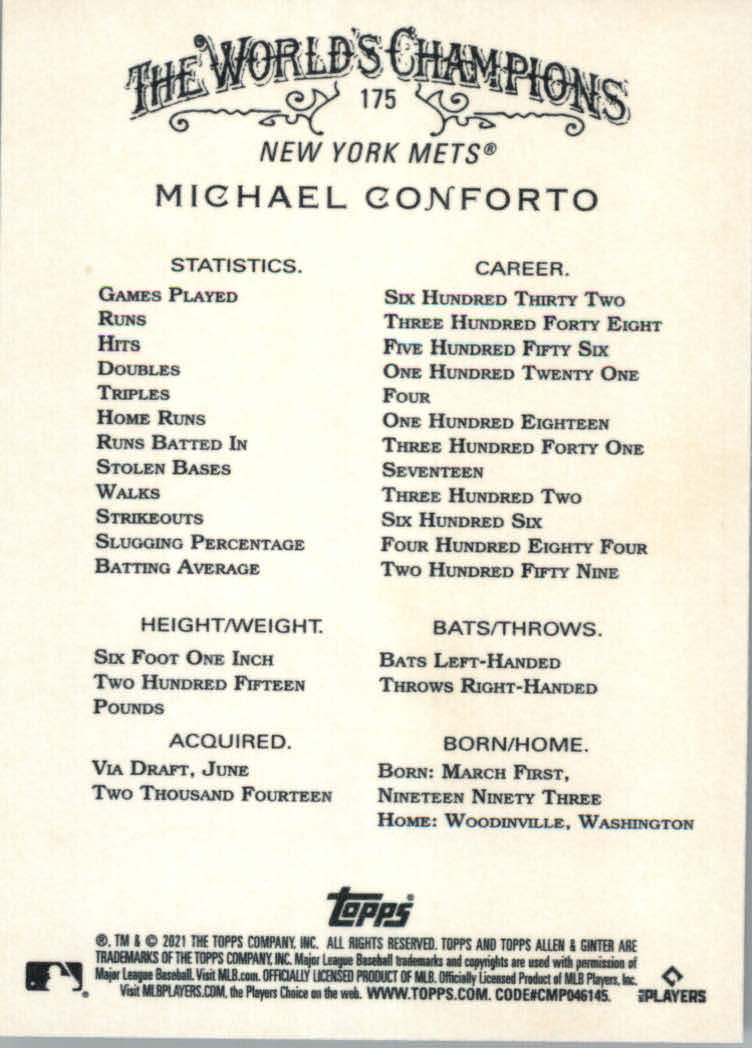 THE WORLD'S CHAMPIONS
175
NEW YORK METS®
MICHAEL CONFORTO
STATISTICS.
GAMES PLAYED
RUNS
HITS
DOUBLES
TRIPLES
HOME RUNS
RUNS BATTED IN
STOLEN BASES
WALKS
STRIKEOUTS
SLUGGING PERCENTAGE
BATTING AVERAGE
CAREER.
SIX HUNDRED THIRTY TWO
THREE HUNDRED FORTY EIGHT
FIVE HUNDRED FIFTY SIX
ONE HUNDRED TWENTY ONE
FOUR
ONE HUNDRED EIGHTEEN
THREE HUNDRED FORTY ONE
SEVENTEEN
THREE HUNDRED TWO
SIX HUNDRED SIX
FOUR HUNDRED EIGHTY FOUR
TWO HUNDRED FIFTY NINE
HEIGHT/WEIGHT.
SIX FOOT ONE INCH
TWO HUNDRED FIFTEEN
POUNDS
BATS/THROWS.
BATS LEFT-HANDED
THROWS RIGHT-HANDED
ACQUIRED.
VIA DRAFT, JUNE
TWO THOUSAND FOURTEEN
BORN/HOME.
BORN: MARCH FIRST,
NINETEEN NINETY THREE
HOME: WOODINVILLE, WASHINGTON
Topps®
®, TM & © 2021 THE TOPPS COMPANY, INC. ALL RIGHTS RESERVED. TOPPS AND TOPPS ALLEN & GINTER ARE
TRADEMARKS OF THE TOPPS COMPANY, INC. Major League Baseball trademarks and copyrights are used with permission of
Major League Baseball. Visit MLB.com. OFFICIALLY LICENSED PRODUCT OF MLB. Officially Licensed Product of MLB Players, Inc.
Visit MLBPLAYERS.COM, the Players Choice on the web. WWW.TOPPS.COM. CODE#CMP046145.
MLB PLAYERS